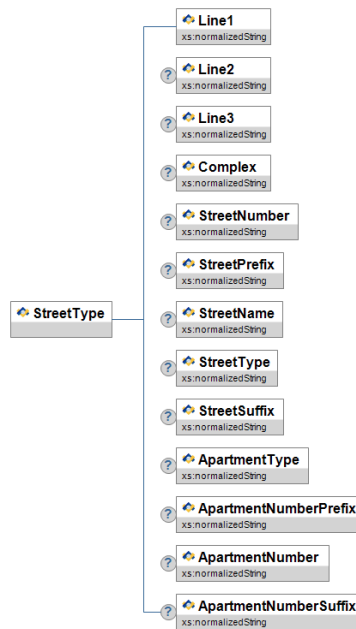 Line1
xs:normalizedString
? Line2
xs:normalizedString
? Line3
xs:normalizedString
? Complex
xs:normalizedString
? StreetNumber
xs:normalizedString
? StreetPrefix
xs:normalizedString
StreetType
? StreetName
xs:normalizedString
? StreetType
xs:normalizedString
? StreetSuffix
xs:normalizedString
? ApartmentType
xs:normalizedString
? ApartmentNumberPrefix
xs:normalizedString
? ApartmentNumber
xs:normalizedString
? ApartmentNumberSuffix
xs:normalizedString